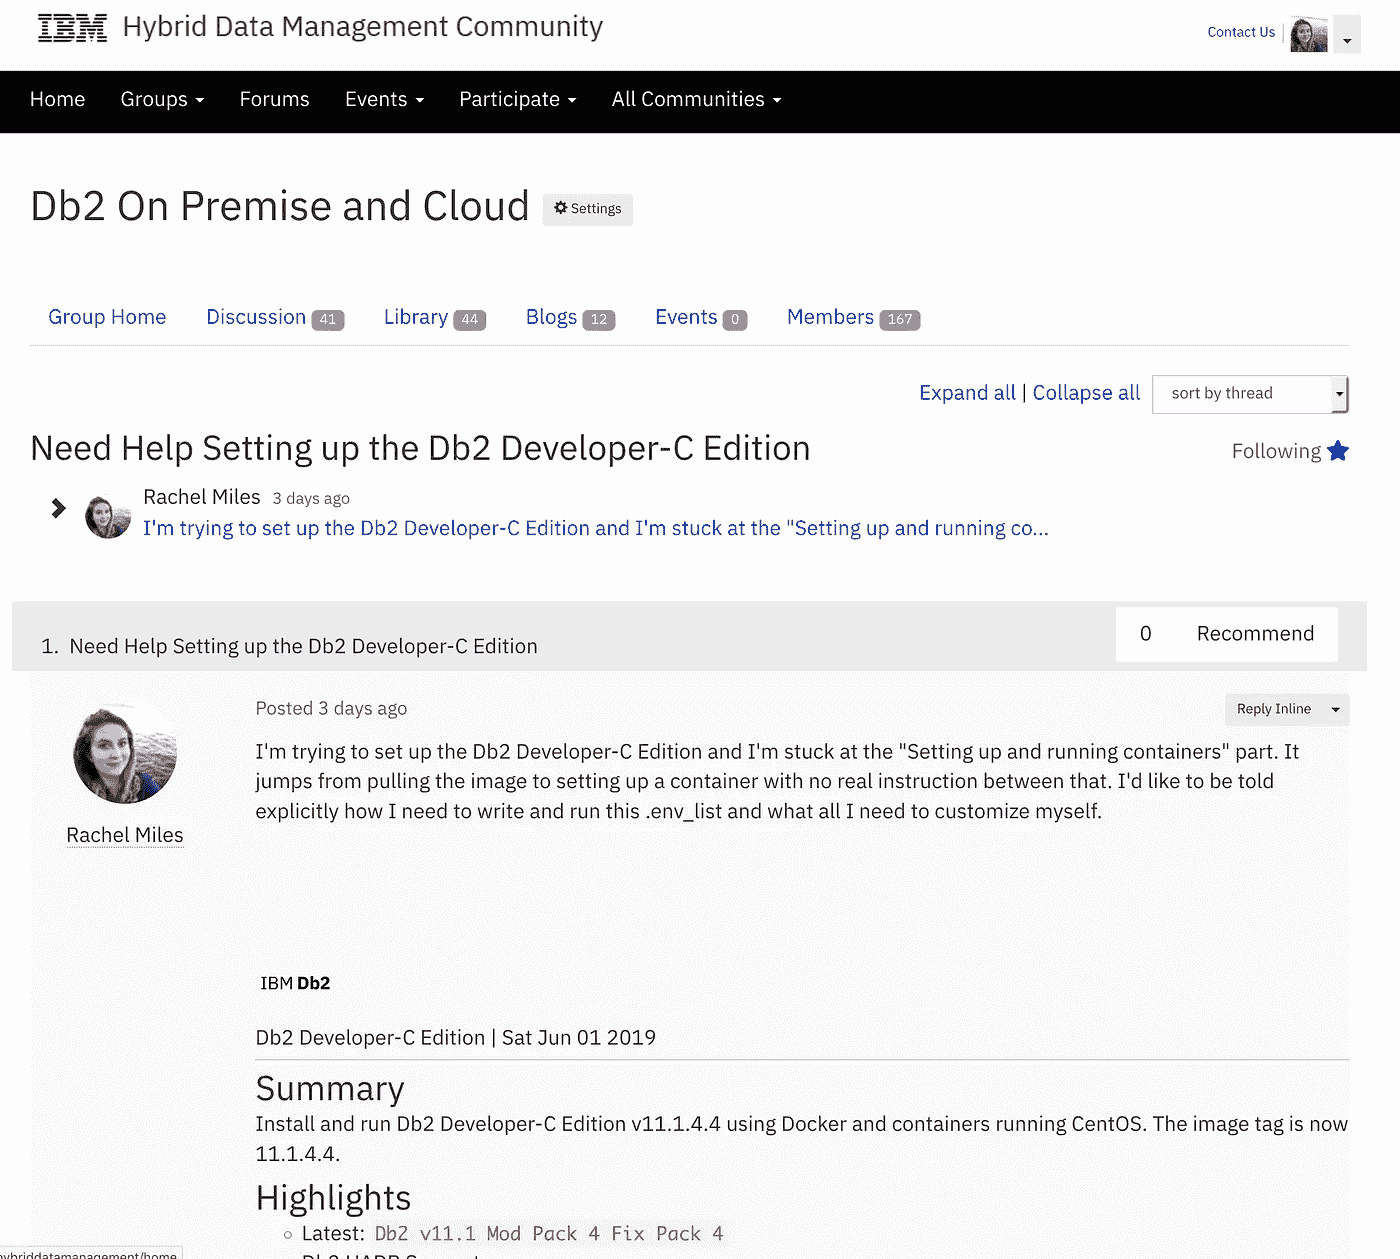 IBM Hybrid Data Management Community
Contact Us
Home Groups Forums Events Participate All Communities
Db2 On Premise and Cloud Settings
Group Home Discussion 41 Library 44 Blogs 12 Events 0 Members 167
Expand all | Collapse all sort by thread
Need Help Setting up the Db2 Developer-C Edition Following
Rachel Miles 3 days ago
I'm trying to set up the Db2 Developer-C Edition and I'm stuck at the "Setting up and running co...
1. Need Help Setting up the Db2 Developer-C Edition 0 Recommend
Posted 3 days ago Reply Inline
I'm trying to set up the Db2 Developer-C Edition and I'm stuck at the "Setting up and running containers" part. It
jumps from pulling the image to setting up a container with no real instruction between that. I'd like to be told
explicitly how I need to write and run this .env_list and what all I need to customize myself.
Rachel Miles
IBM Db2
Db2 Developer-C Edition | Sat Jun 01 2019
Summary
Install and run Db2 Developer-C Edition v11.1.4.4 using Docker and containers running CentOS. The image tag is now
11.1.4.4.
Highlights
Latest: Db2 v11.1 Mod Pack 4 Fix Pack 4